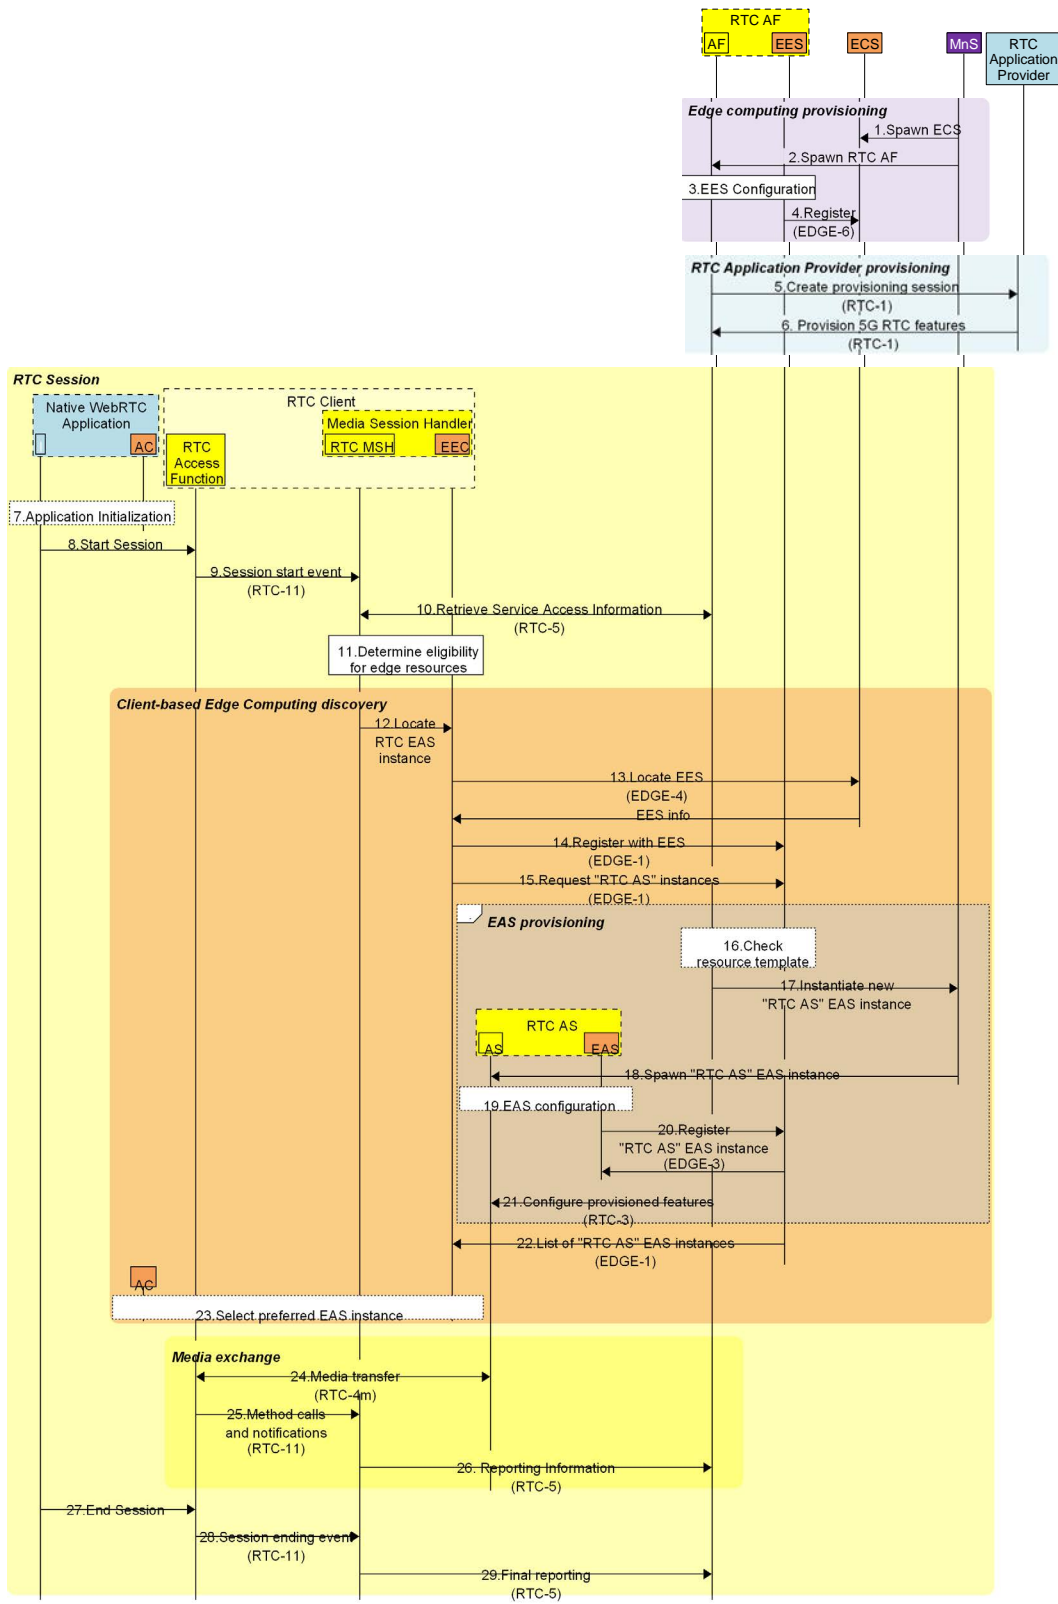 RTC AF
AF
EES
ECS
MnS
RTC
Application
Provider
Edge computing provisioning
1.Spawn ECS
2.Spawn RTC AF
3.EES Configuration
4.Register
(EDGE-6)
RTC Application Provider provisioning
5.Create provisioning session
(RTC-1)
6. Provision 5G RTC features
(RTC-1)
RTC Session
Native WebRTC
Application
AC
RTC Client
Media Session Handler
RTC
Access
Function
RTC MSH
EEC
7.Application Initialization
8.Start Session
9.Session start event
(RTC-11)
10.Retrieve Service Access Information
(RTC-5)
11.Determine eligibility
for edge resources
Client-based Edge Computing discovery
12.Locate
RTC EAS
instance
13.Locate EES
(EDGE-4)
EES info
14.Register with EES
(EDGE-1)
15.Request "RTC AS" instances
(EDGE-1)
EAS provisioning
16.Check
resource template
17.Instantiate new
"RTC AS" EAS instance
RTC AS
AS
EAS
18.Spawn "RTC AS" EAS instance
19.EAS configuration
20.Register
"RTC AS" EAS instance
(EDGE-3)
21.Configure provisioned features
(RTC-3)
22.List of "RTC AS" EAS instances
(EDGE-1)
AC
23.Select preferred EAS instance
Media exchange
24.Media transfer
(RTC-4m)
25.Method calls
and notifications
(RTC-11)
26. Reporting Information
(RTC-5)
27.End Session
28.Session ending event
(RTC-11)
29.Final reporting
(RTC-5)